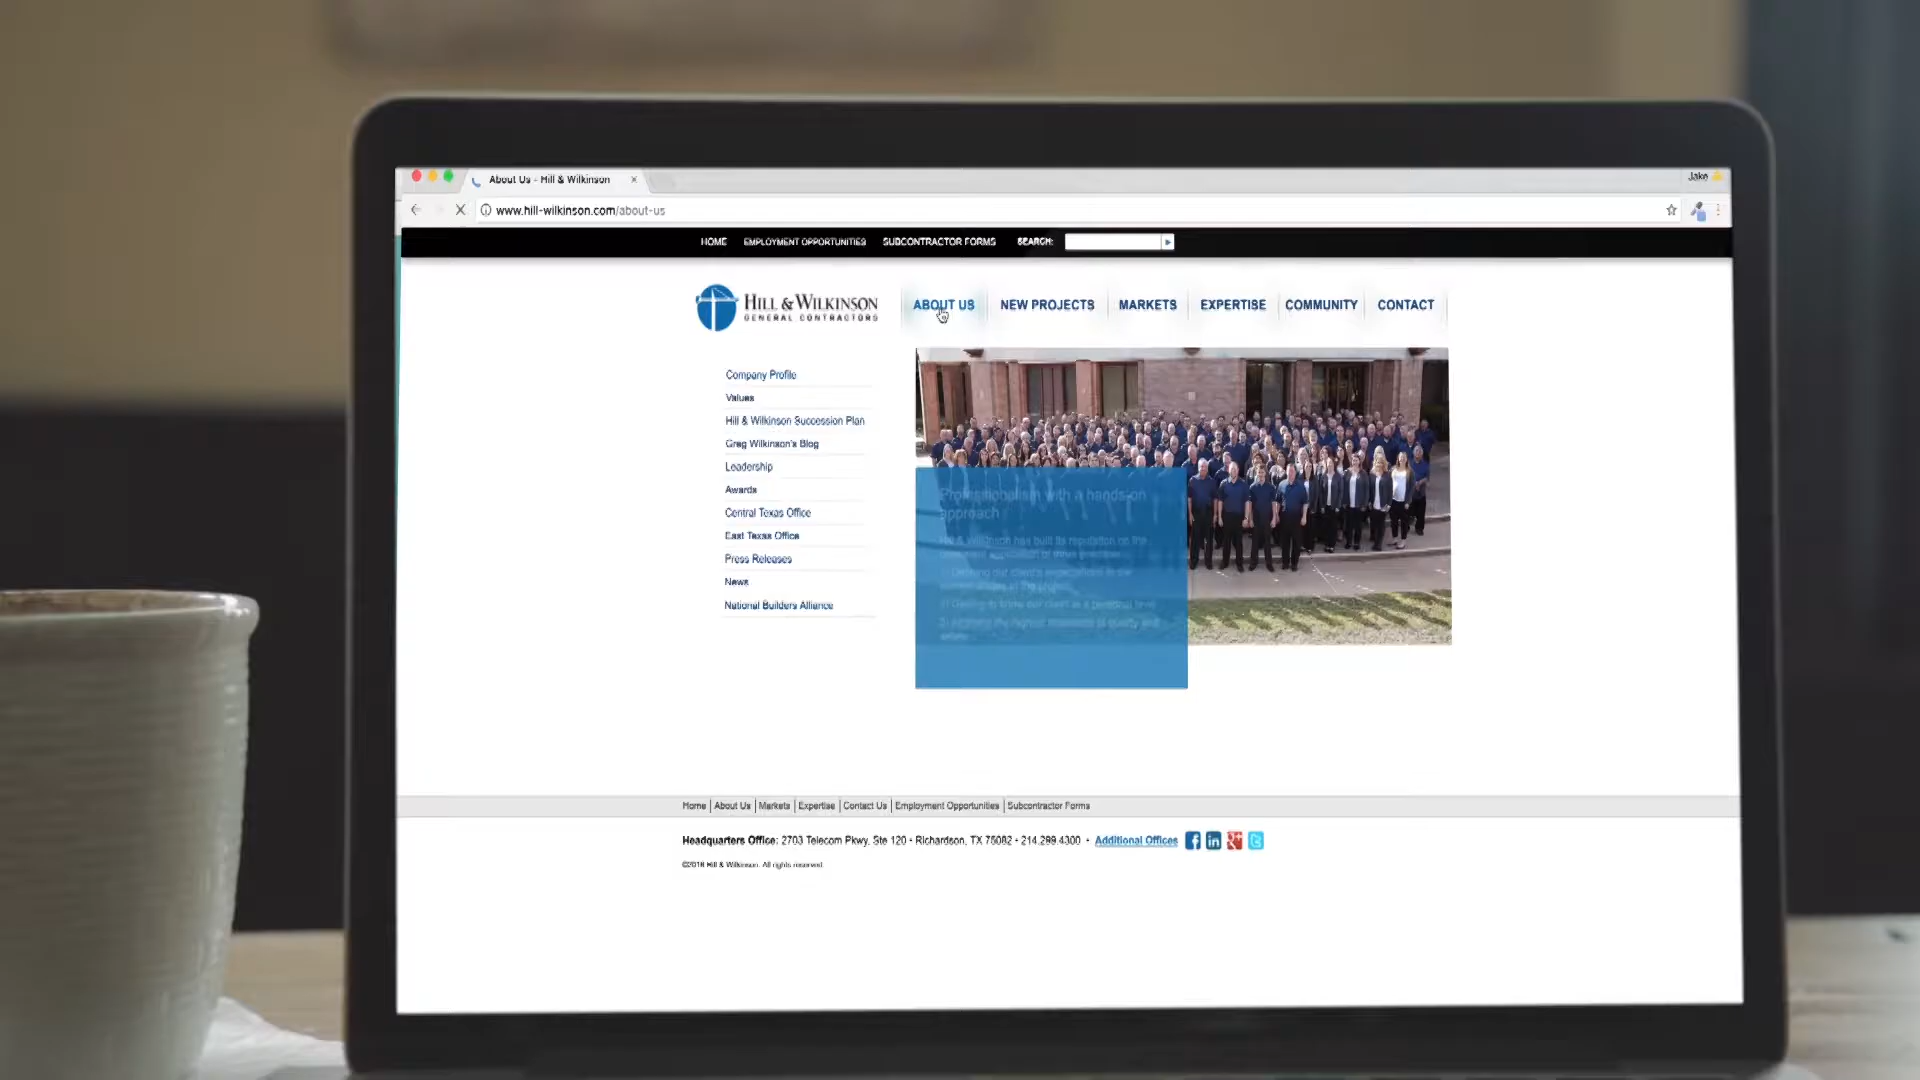 About Us - Hill & Wilkinson
Jake
www.hill-wilkinson.com/about-us
HOME EMPLOYMENT OPPORTUNITIES SUBCONTRACTOR FORMS SEARCH:
HILL & WILKINSON
GENERAL CONTRACTORS
ABOUT US NEW PROJECTS MARKETS EXPERTISE COMMUNITY CONTACT
Company Profile
Values
Hill & Wilkinson Succession Plan
Greg Wilkinson's Blog
Leadership
Awards
Central Texas Office
East Texas Office
Press Releases
News
National Builders Alliance
Professionalism with a hands-on
approach
Hill & Wilkinson has built its reputation on the
Home | About Us | Markets | Expertise | Contact Us | Employment Opportunities | Subcontractor Forms
Headquarters Office: 2703 Telecom Pkwy, Ste 120 • Richardson, TX 75082 • 214.299.4300 • Additional Offices
Hill & Wilkinson. All rights reserved.